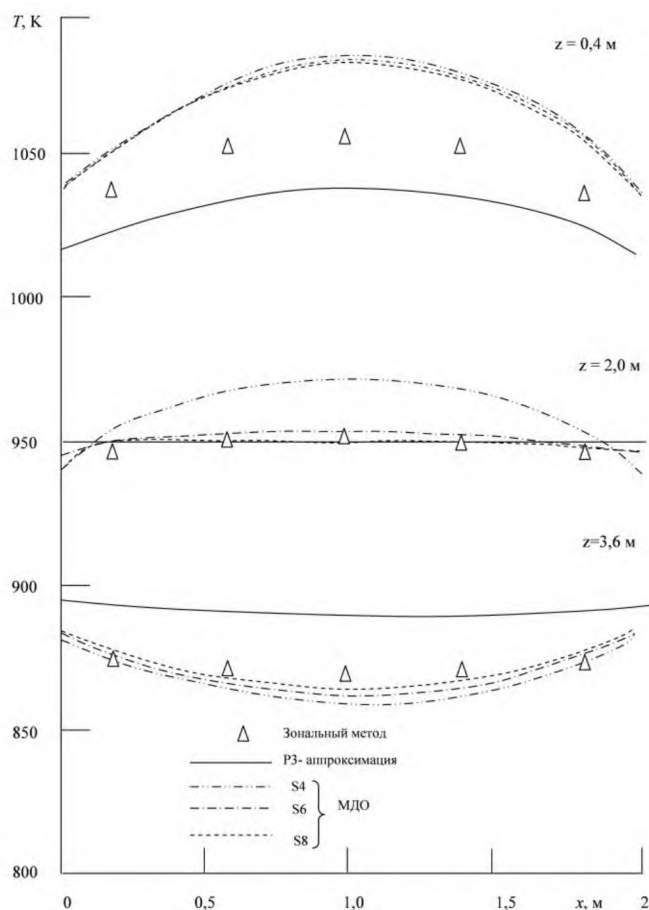 T, K
z = 0,4 м
1050
1000
z = 2,0 м
950
z=3,6 м
900
850
Зональный метод
P3- аппроксимация
S4
S6
МДО
S8
800
0
0,5
1,0
1,5
x, м
2